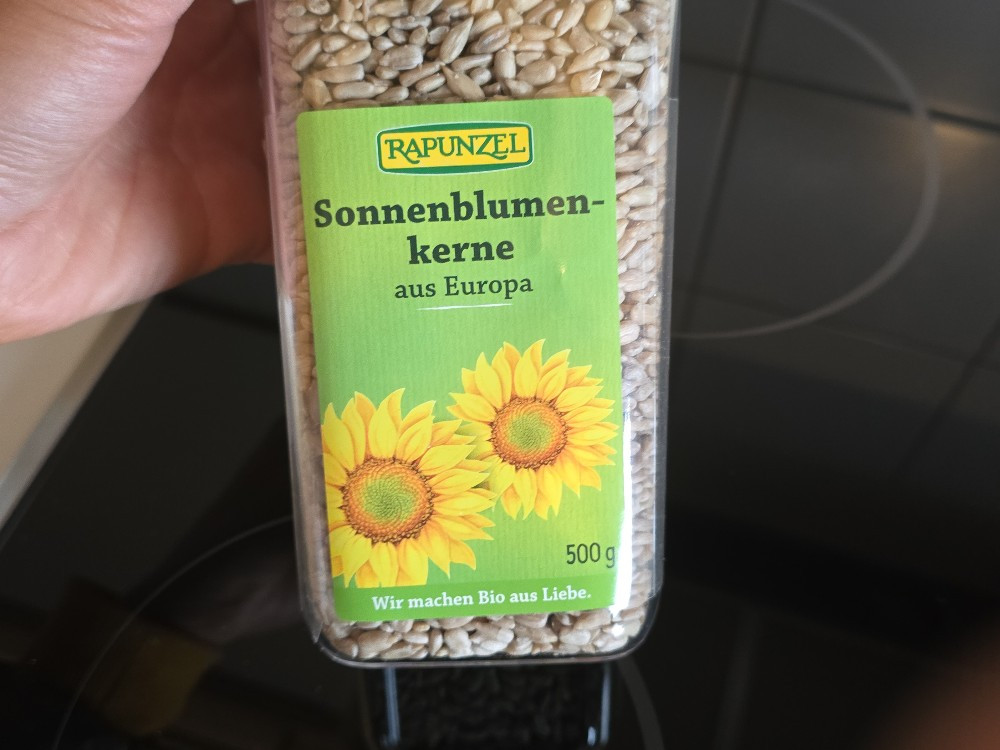 RAPUNZEL
Sonnenblumen-
kerne
aus Europa
500 g
Wir machen Bio aus Liebe.